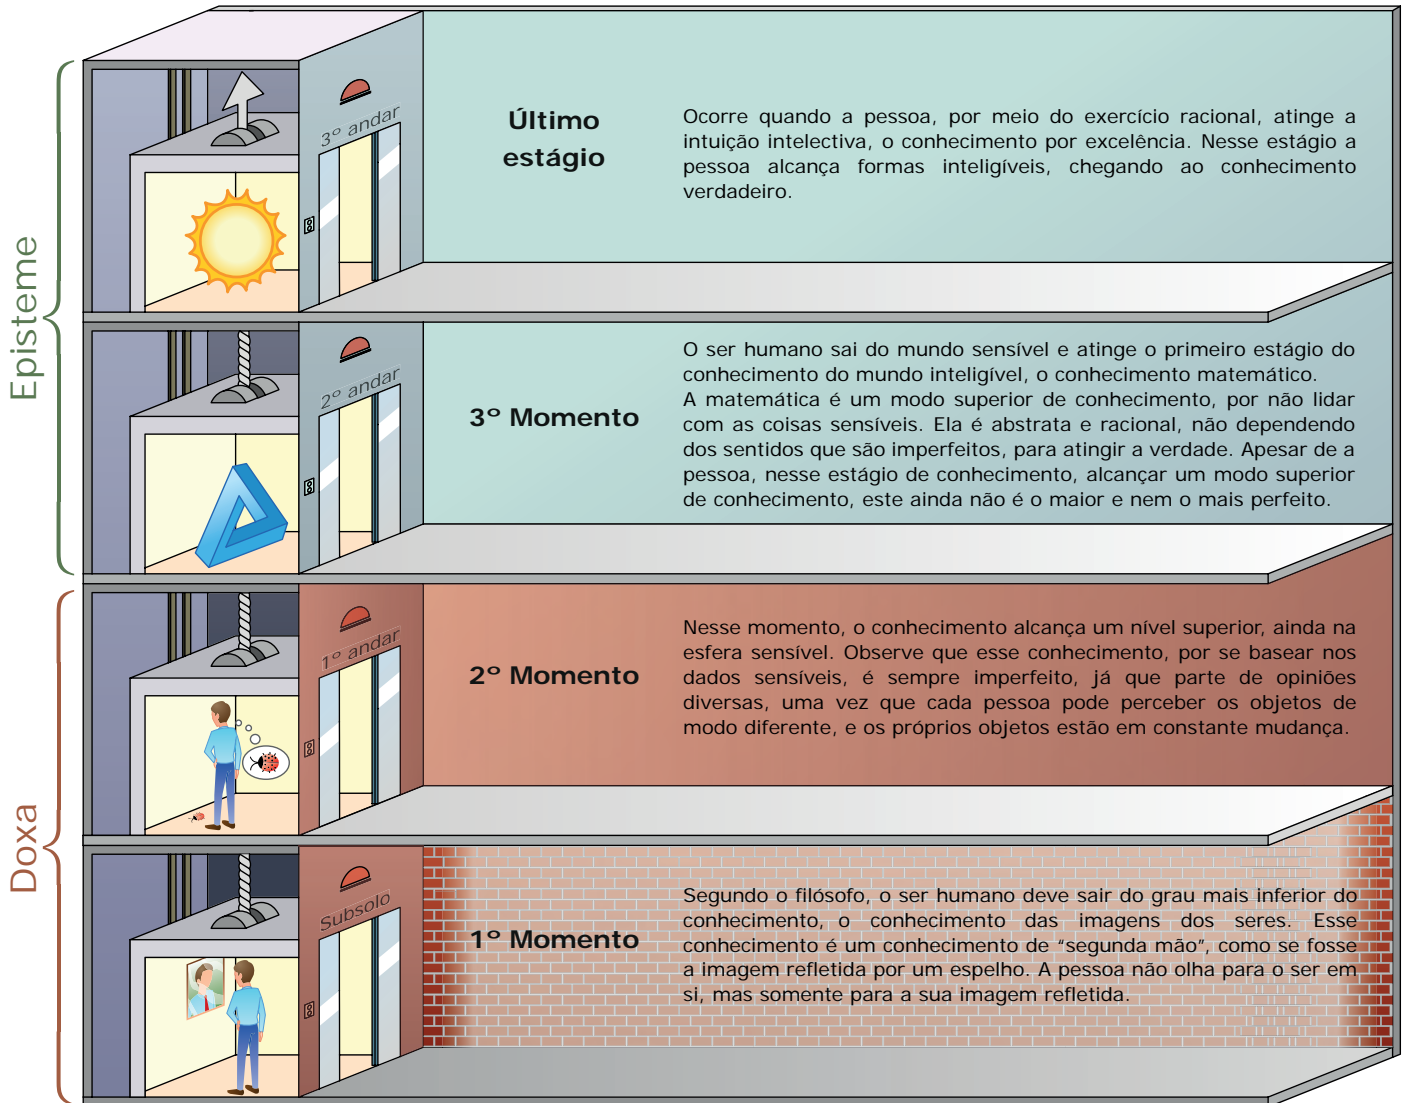 Episteme
3º andar
Último
estágio
Ocorre quando a pessoa, por meio do exercício racional, atinge a
intuição intelectiva, o conhecimento por excelência. Nesse estágio a
pessoa alcança formas inteligíveis, chegando ao conhecimento
verdadeiro.
2º andar
3º Momento
O ser humano sai do mundo sensível e atinge o primeiro estágio do
conhecimento do mundo inteligível, o conhecimento matemático.
A matemática é um modo superior de conhecimento, por não lidar
com as coisas sensíveis. Ela é abstrata e racional, não dependendo
dos sentidos que são imperfeitos, para atingir a verdade. Apesar de a
pessoa, nesse estágio de conhecimento, alcançar um modo superior
de conhecimento, este ainda não é o maior e nem o mais perfeito.
Doxa
1º andar
2º Momento
Nesse momento, o conhecimento alcança um nível superior, ainda na
esfera sensível. Observe que esse conhecimento, por se basear nos
dados sensíveis, é sempre imperfeito, já que parte de opiniões
diversas, uma vez que cada pessoa pode perceber os objetos de
modo diferente, e os próprios objetos estão em constante mudança.
Subsolo
1º Momento
Segundo o filósofo, o ser humano deve sair do grau mais inferior do
conhecimento, o conhecimento das imagens dos seres. Esse
conhecimento é um conhecimento de “segunda mão”, como se fosse
a imagem refletida por um espelho. A pessoa não olha para o ser em
si, mas somente para a sua imagem refletida.